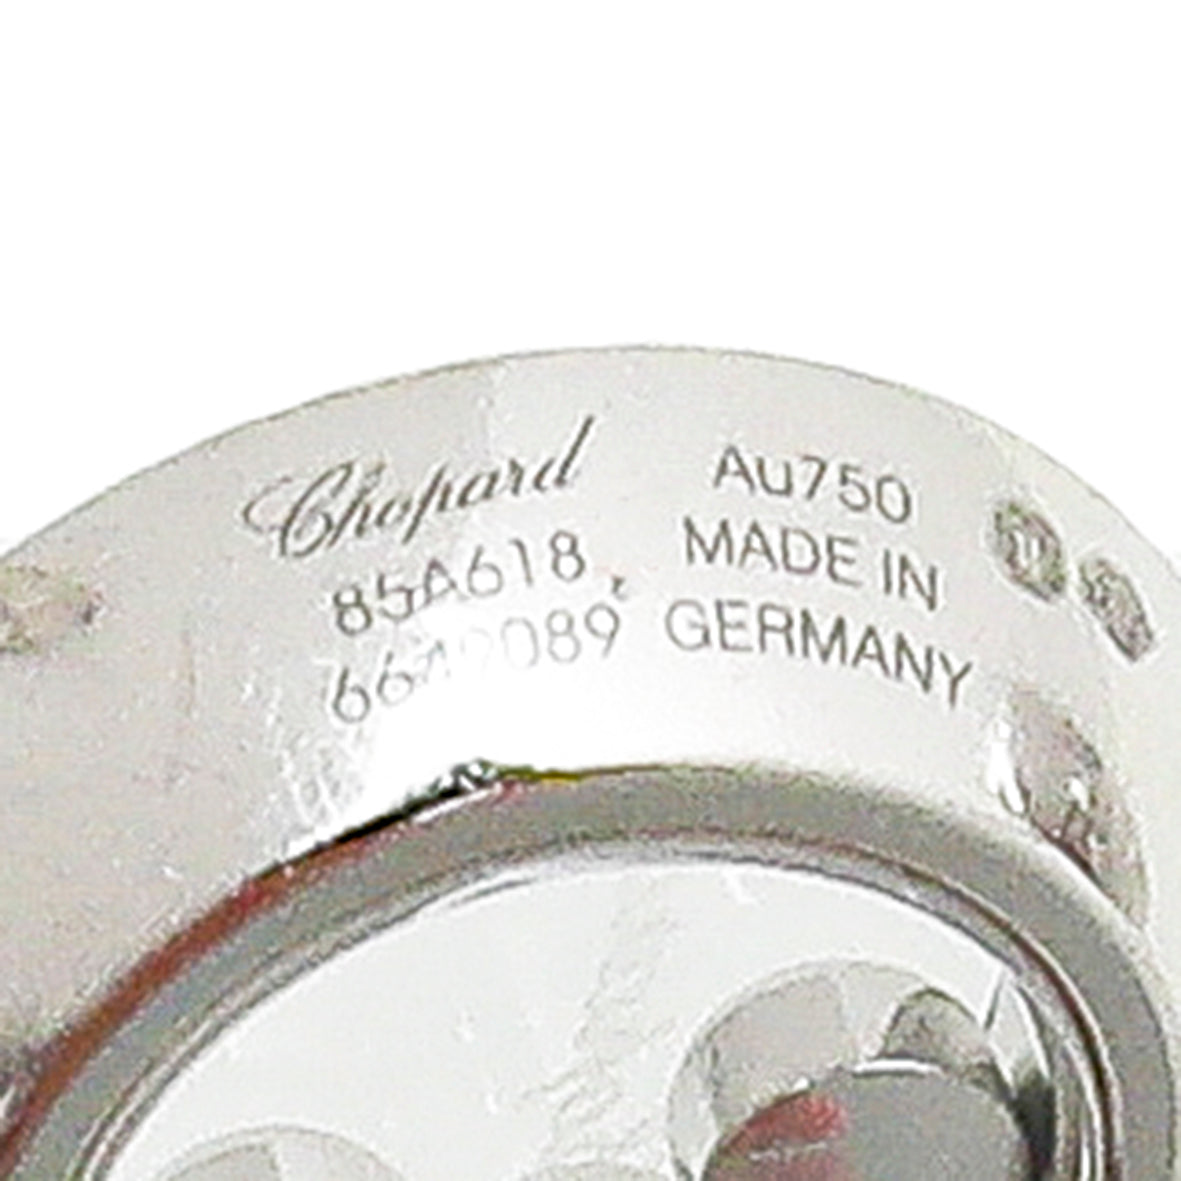 Chopard
85A618
Au750
MADE IN
GERMANY